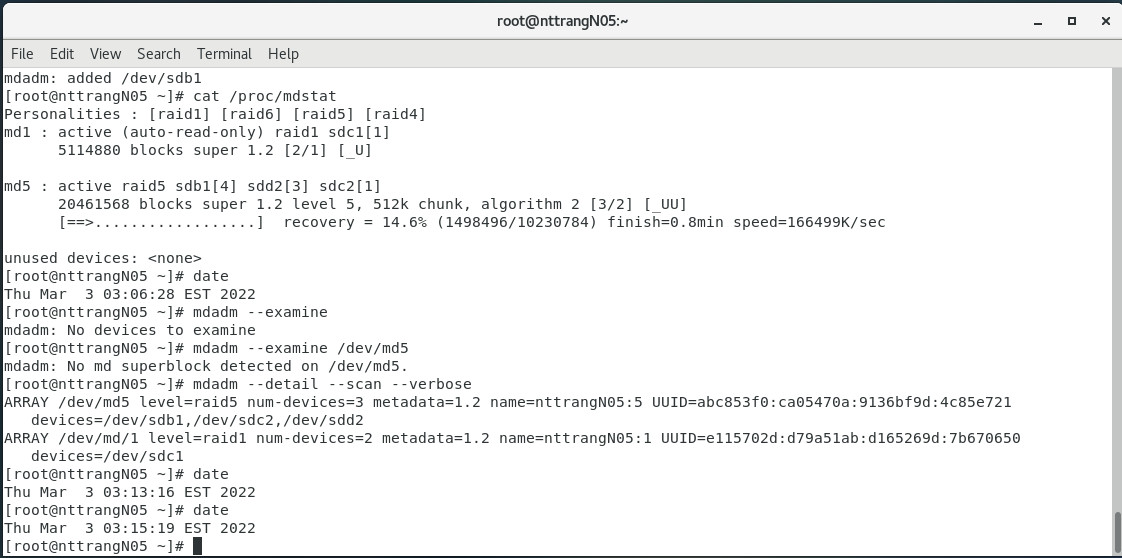 root@nttrangN05:~
File Edit View Search Terminal Help
mdadm: added /dev/sdb1
[root@nttrangN05 ~]# cat /proc/mdstat
Personalities : [raid1] [raid6] [raid5] [raid4]
md1 : active (auto-read-only) raid1 sdc1[1]
      5114880 blocks super 1.2 [2/1] [_U]

md5 : active raid5 sdb1[4] sdd2[3] sdc2[1]
      20461568 blocks super 1.2 level 5, 512k chunk, algorithm 2 [3/2] [_UU]
      [==>..................]  recovery = 14.6% (1498496/10230784) finish=0.8min speed=166499K/sec

unused devices: <none>
[root@nttrangN05 ~]# date
Thu Mar  3 03:06:28 EST 2022
[root@nttrangN05 ~]# mdadm --examine
mdadm: No devices to examine
[root@nttrangN05 ~]# mdadm --examine /dev/md5
mdadm: No md superblock detected on /dev/md5.
[root@nttrangN05 ~]# mdadm --detail --scan --verbose
ARRAY /dev/md5 level=raid5 num-devices=3 metadata=1.2 name=nttrangN05:5 UUID=abc853f0:ca05470a:9136bf9d:4c85e721
   devices=/dev/sdb1,/dev/sdc2,/dev/sdd2
ARRAY /dev/md/1 level=raid1 num-devices=2 metadata=1.2 name=nttrangN05:1 UUID=e115702d:d79a51ab:d165269d:7b670650
   devices=/dev/sdc1
[root@nttrangN05 ~]# date
Thu Mar  3 03:13:16 EST 2022
[root@nttrangN05 ~]# date
Thu Mar  3 03:15:19 EST 2022
[root@nttrangN05 ~]#